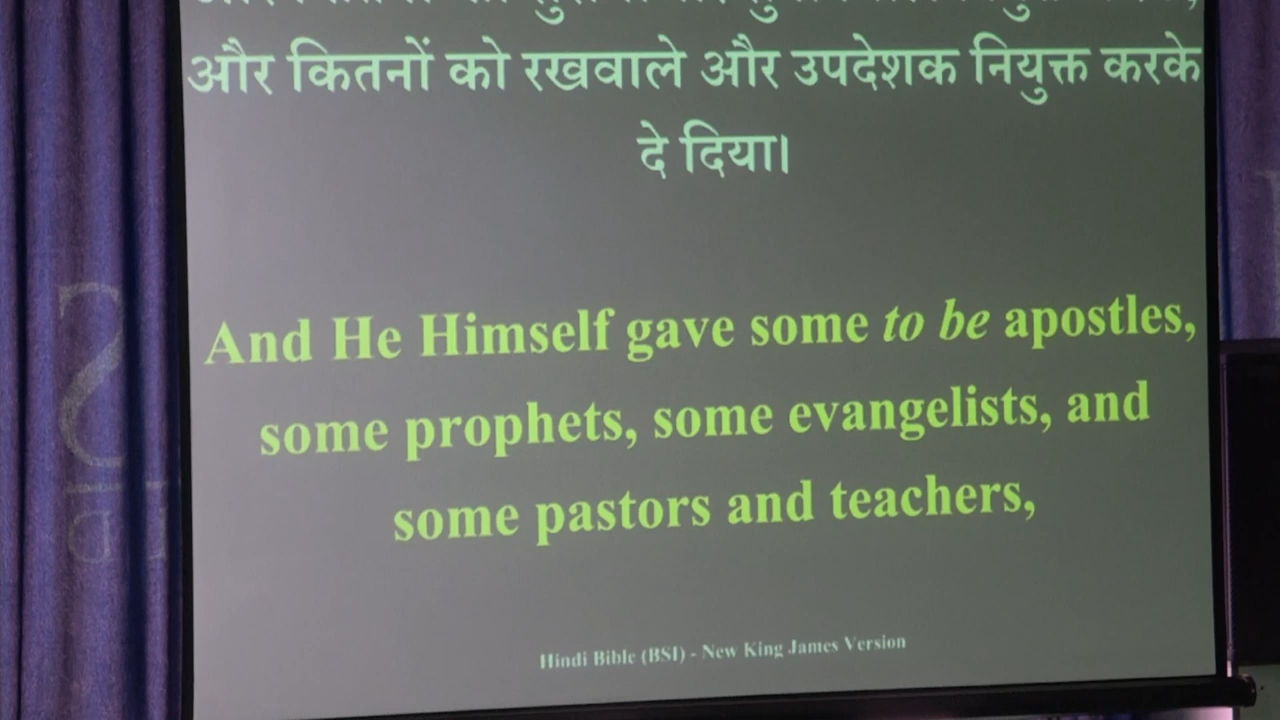 और कितनों को रखवाले और उपदेशक नियुक्त करके
दे दिया।
And He Himself gave some to be apostles,
some prophets, some evangelists, and
some pastors and teachers,
Hindi Bible (BSI) - New King James Version